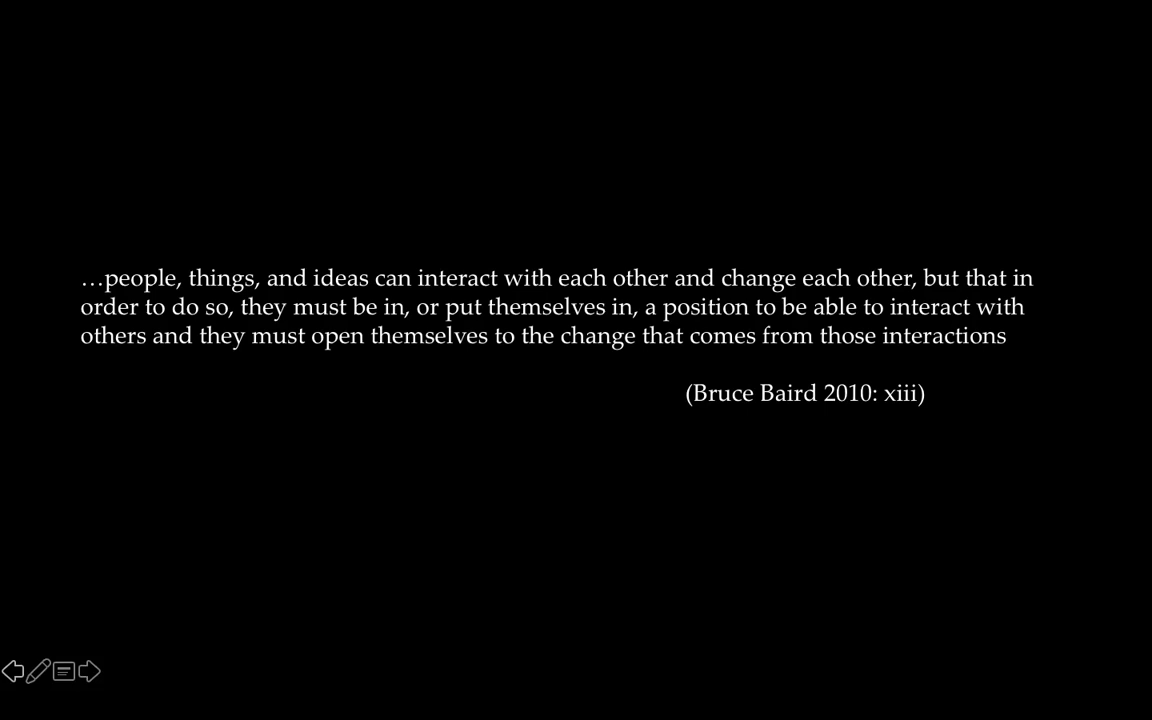 …people, things, and ideas can interact with each other and change each other, but that in
order to do so, they must be in, or put themselves in, a position to be able to interact with
others and they must open themselves to the change that comes from those interactions
(Bruce Baird 2010: xiii)